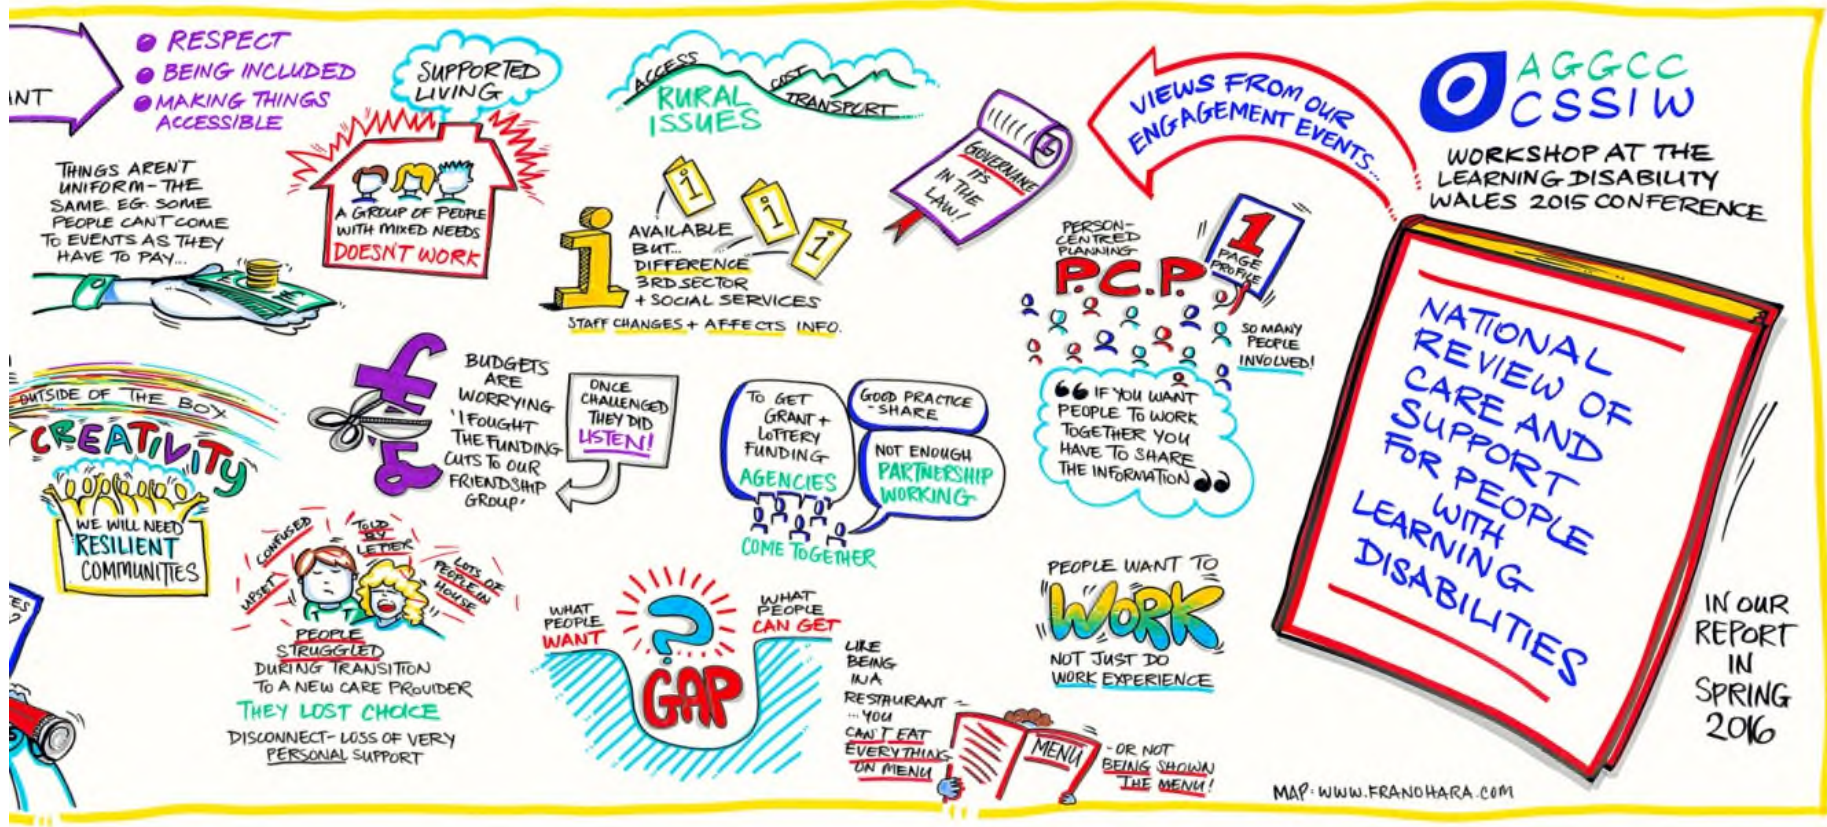 ANT
RESPECT
BEING INCLUDED
MAKING THINGS
ACCESSIBLE
SUPPORTED
LIVING
ACCESS
COST
TRANSPORT
RURAL
ISSUES
GOVERNANCE
ITS
IN THE
LAW!
VIEWS FROM OUR
ENGAGEMENT EVENTS...
AGGCC
CSSIW
WORKSHOP AT THE
LEARNING DISABILITY
WALES 2015 CONFERENCE
THINGS AREN'T
UNIFORM - THE
SAME EG. SOME
PEOPLE CAN'T COME
TO EVENTS AS THEY
HAVE TO PAY...
A GROUP OF PEOPLE
WITH MIXED NEEDS
DOESN'T WORK
i
i
i
i
AVAILABLE
BUT...
DIFFERENCE
3RD SECTOR
+ SOCIAL SERVICES
STAFF CHANGES + AFFECTS INFO.
PERSON-
CENTRED
PLANNING
P.C.P.
1
PAGE
PROFILE
SO MANY
PEOPLE
INVOLVED!
“ IF YOU WANT
PEOPLE TO WORK
TOGETHER YOU
HAVE TO SHARE
THE INFORMATION ”
NATIONAL
REVIEW OF
CARE AND
SUPPORT
FOR PEOPLE
WITH
LEARNING
DISABILITIES
OUTSIDE OF THE BOX
CREATIVITY
WE WILL NEED
RESILIENT
COMMUNITIES
£
£
BUDGETS
ARE
WORRYING
'I FOUGHT
THE FUNDING
CUTS TO OUR
FRIENDSHIP
GROUP.'
ONCE
CHALLENGED
THEY DID
LISTEN!
TO GET
GRANT +
LOTTERY
FUNDING
AGENCIES
GOOD PRACTICE
- SHARE
NOT ENOUGH
PARTNERSHIP
WORKING
COME TOGETHER
UPSET
CONFUSED
TOLD
BY
LETTER
LOTS OF
PEOPLE IN
HOUSE
PEOPLE
STRUGGLED
DURING TRANSITION
TO A NEW CARE PROVIDER
THEY LOST CHOICE
DISCONNECT - LOSS OF VERY
PERSONAL SUPPORT
WHAT
PEOPLE
WANT
?
GAP
WHAT
PEOPLE
CAN GET
LIKE
BEING
IN A
RESTAURANT -
... YOU
CAN'T EAT
EVERYTHING
ON MENU
MENU
- OR NOT
BEING SHOWN
THE MENU!
PEOPLE WANT TO
WORK
NOT JUST DO
WORK EXPERIENCE
IN OUR
REPORT
IN
SPRING
2016
MAP: WWW.FRANOHARA.COM